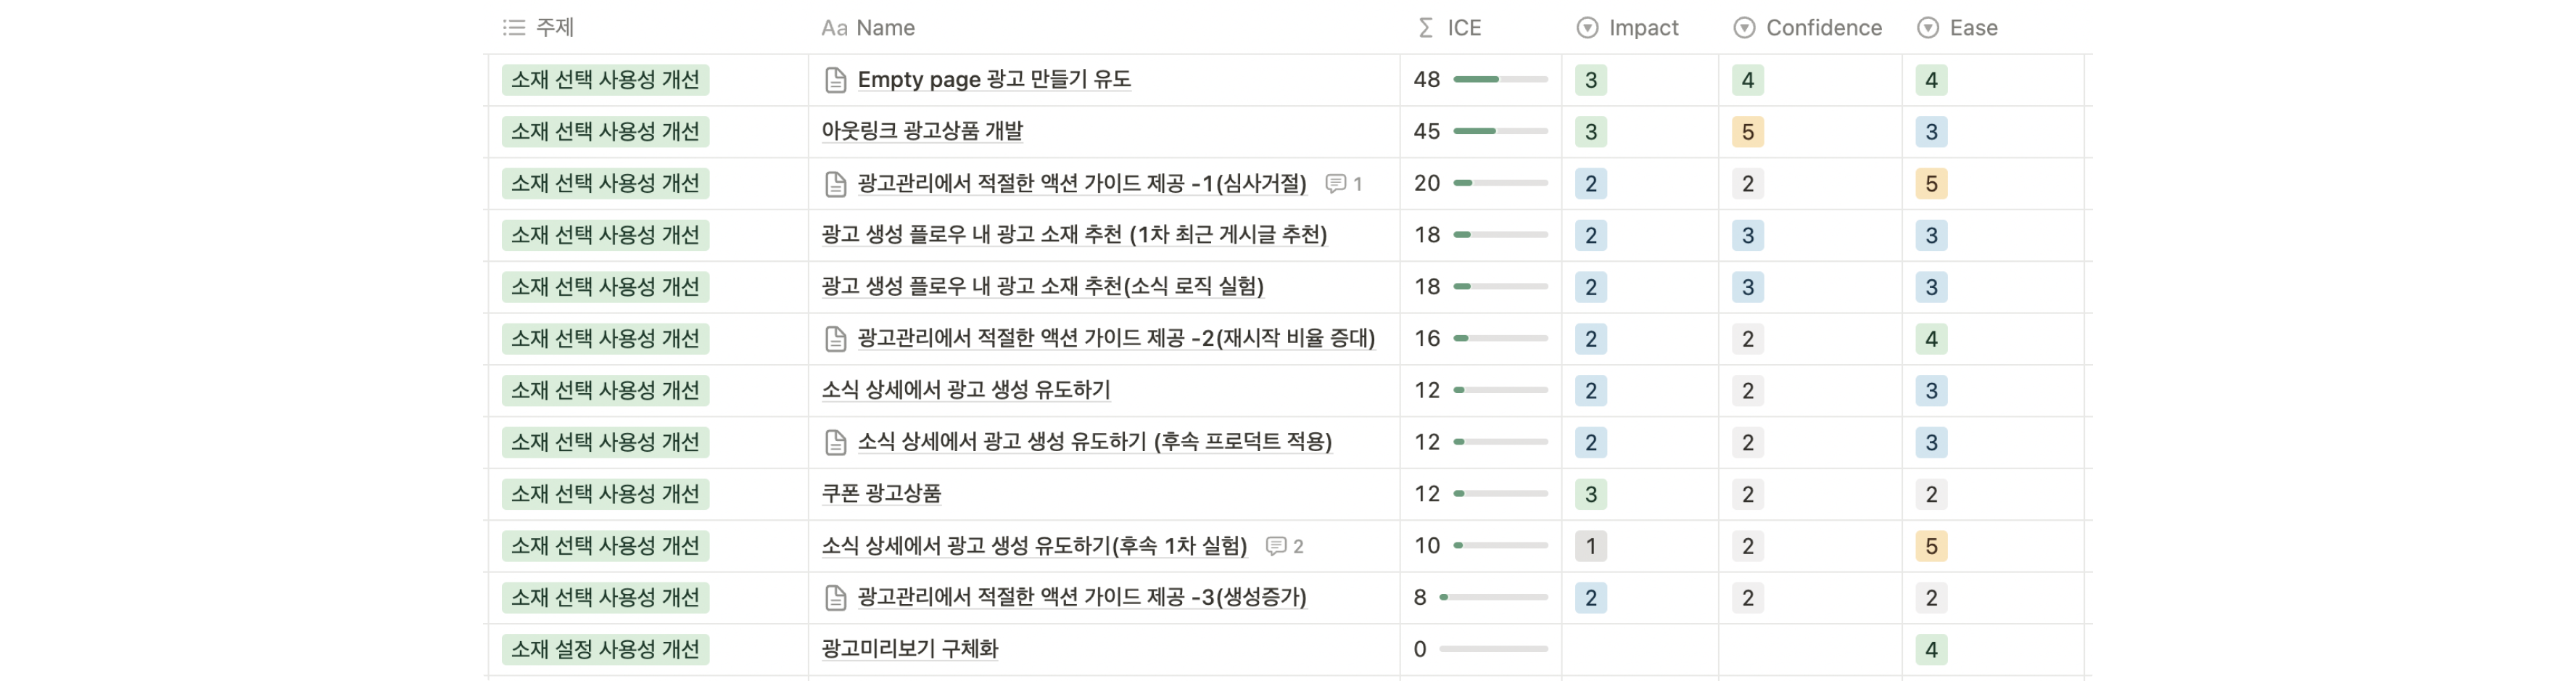 주제 Name ICE Impact Confidence Ease
소재 선택 사용성 개선 Empty page 광고 만들기 유도 48 3 4 4
소재 선택 사용성 개선 아웃링크 광고상품 개발 45 3 5 3
소재 선택 사용성 개선 광고관리에서 적절한 액션 가이드 제공 -1(심사거절) 1 20 2 2 5
소재 선택 사용성 개선 광고 생성 플로우 내 광고 소재 추천 (1차 최근 게시글 추천) 18 2 3 3
소재 선택 사용성 개선 광고 생성 플로우 내 광고 소재 추천(소식 로직 실험) 18 2 3 3
소재 선택 사용성 개선 광고관리에서 적절한 액션 가이드 제공 -2(재시작 비율 증대) 16 2 2 4
소재 선택 사용성 개선 소식 상세에서 광고 생성 유도하기 12 2 2 3
소재 선택 사용성 개선 소식 상세에서 광고 생성 유도하기 (후속 프로덕트 적용) 12 2 2 3
소재 선택 사용성 개선 쿠폰 광고상품 12 3 2 2
소재 선택 사용성 개선 소식 상세에서 광고 생성 유도하기(후속 1차 실험) 2 10 1 2 5
소재 선택 사용성 개선 광고관리에서 적절한 액션 가이드 제공 -3(생성증가) 8 2 2 2
소재 설정 사용성 개선 광고미리보기 구체화 0 4